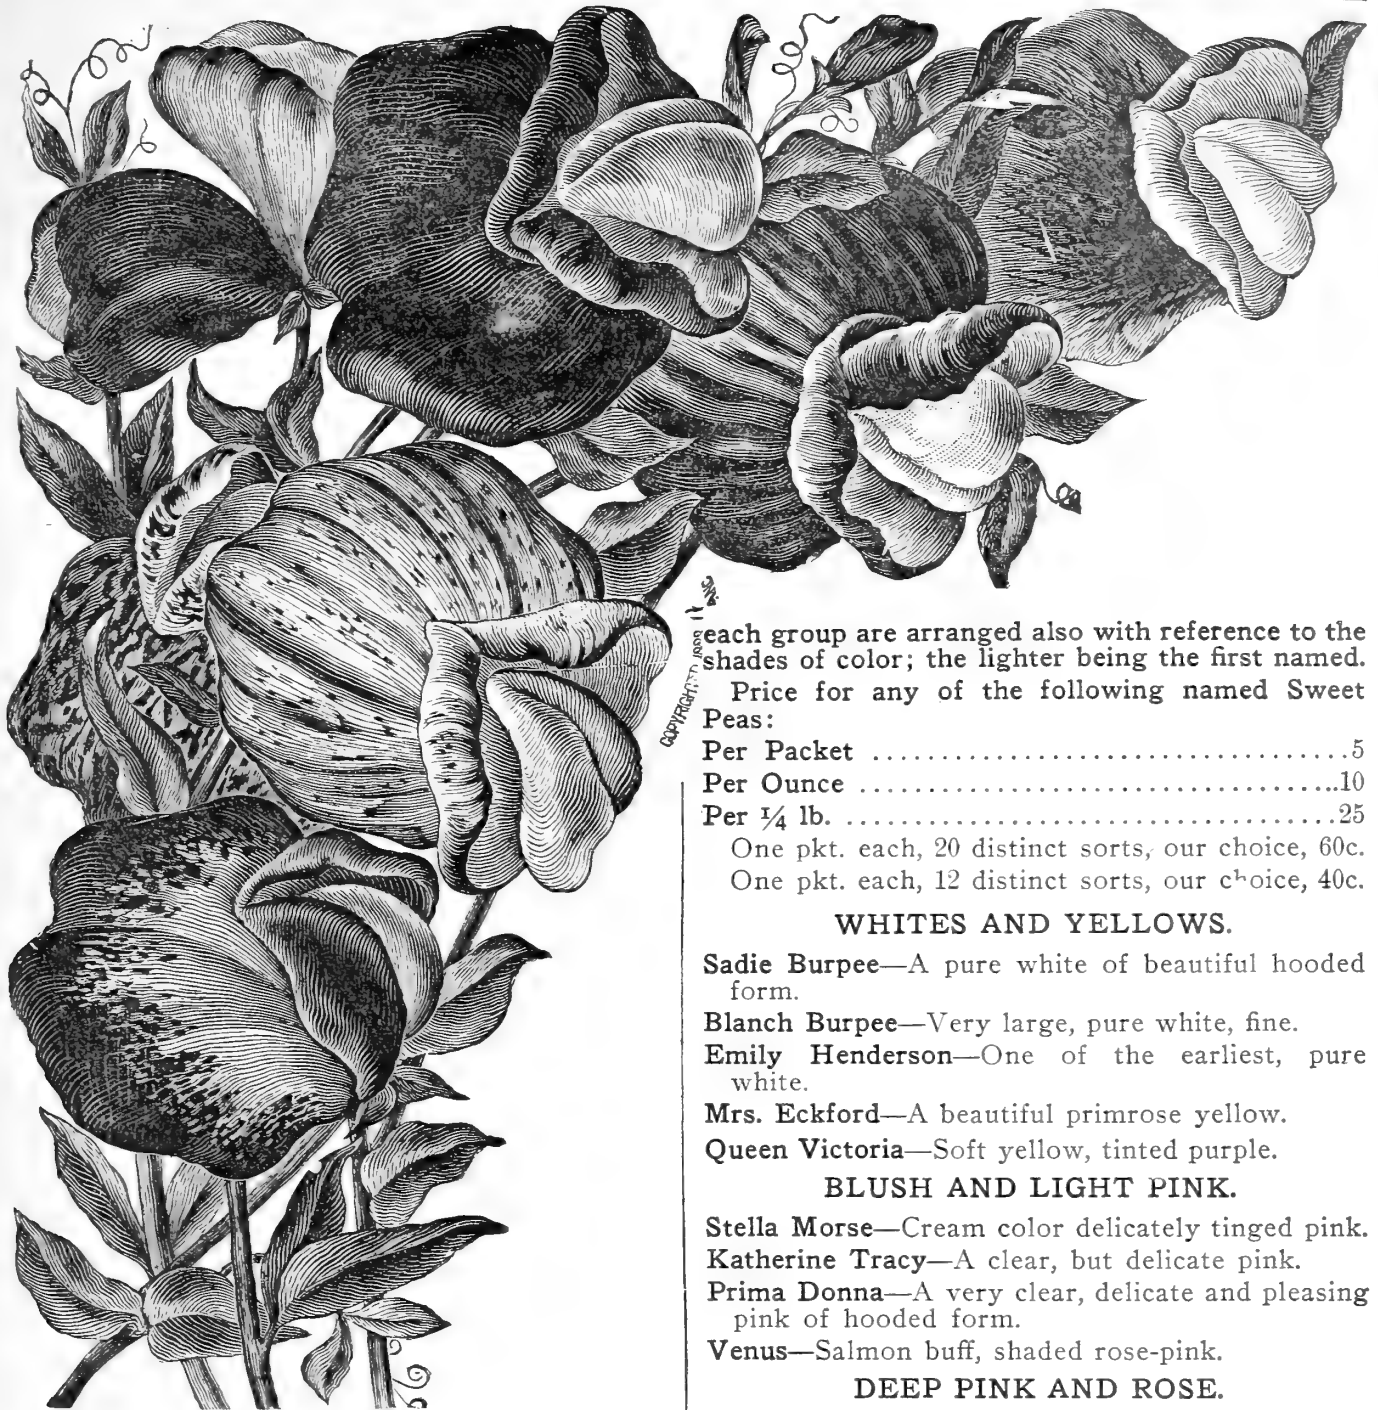 COPYRIGHT
each group are arranged also with reference to the
shades of color; the lighter being the first named.
Price for any of the following named Sweet
Peas:
Per Packet ........................................ 5
Per Ounce ........................................ 10
Per ¼ lb. ........................................ 25
One pkt. each, 20 distinct sorts, our choice, 60c.
One pkt. each, 12 distinct sorts, our choice, 40c.
WHITES AND YELLOWS.
Sadie Burpee—A pure white of beautiful hooded
form.
Blanch Burpee—Very large, pure white, fine.
Emily Henderson—One of the earliest, pure
white.
Mrs. Eckford—A beautiful primrose yellow.
Queen Victoria—Soft yellow, tinted purple.
BLUSH AND LIGHT PINK.
Stella Morse—Cream color delicately tinged pink.
Katherine Tracy—A clear, but delicate pink.
Prima Donna—A very clear, delicate and pleasing
pink of hooded form.
Venus—Salmon buff, shaded rose-pink.
DEEP PINK AND ROSE.